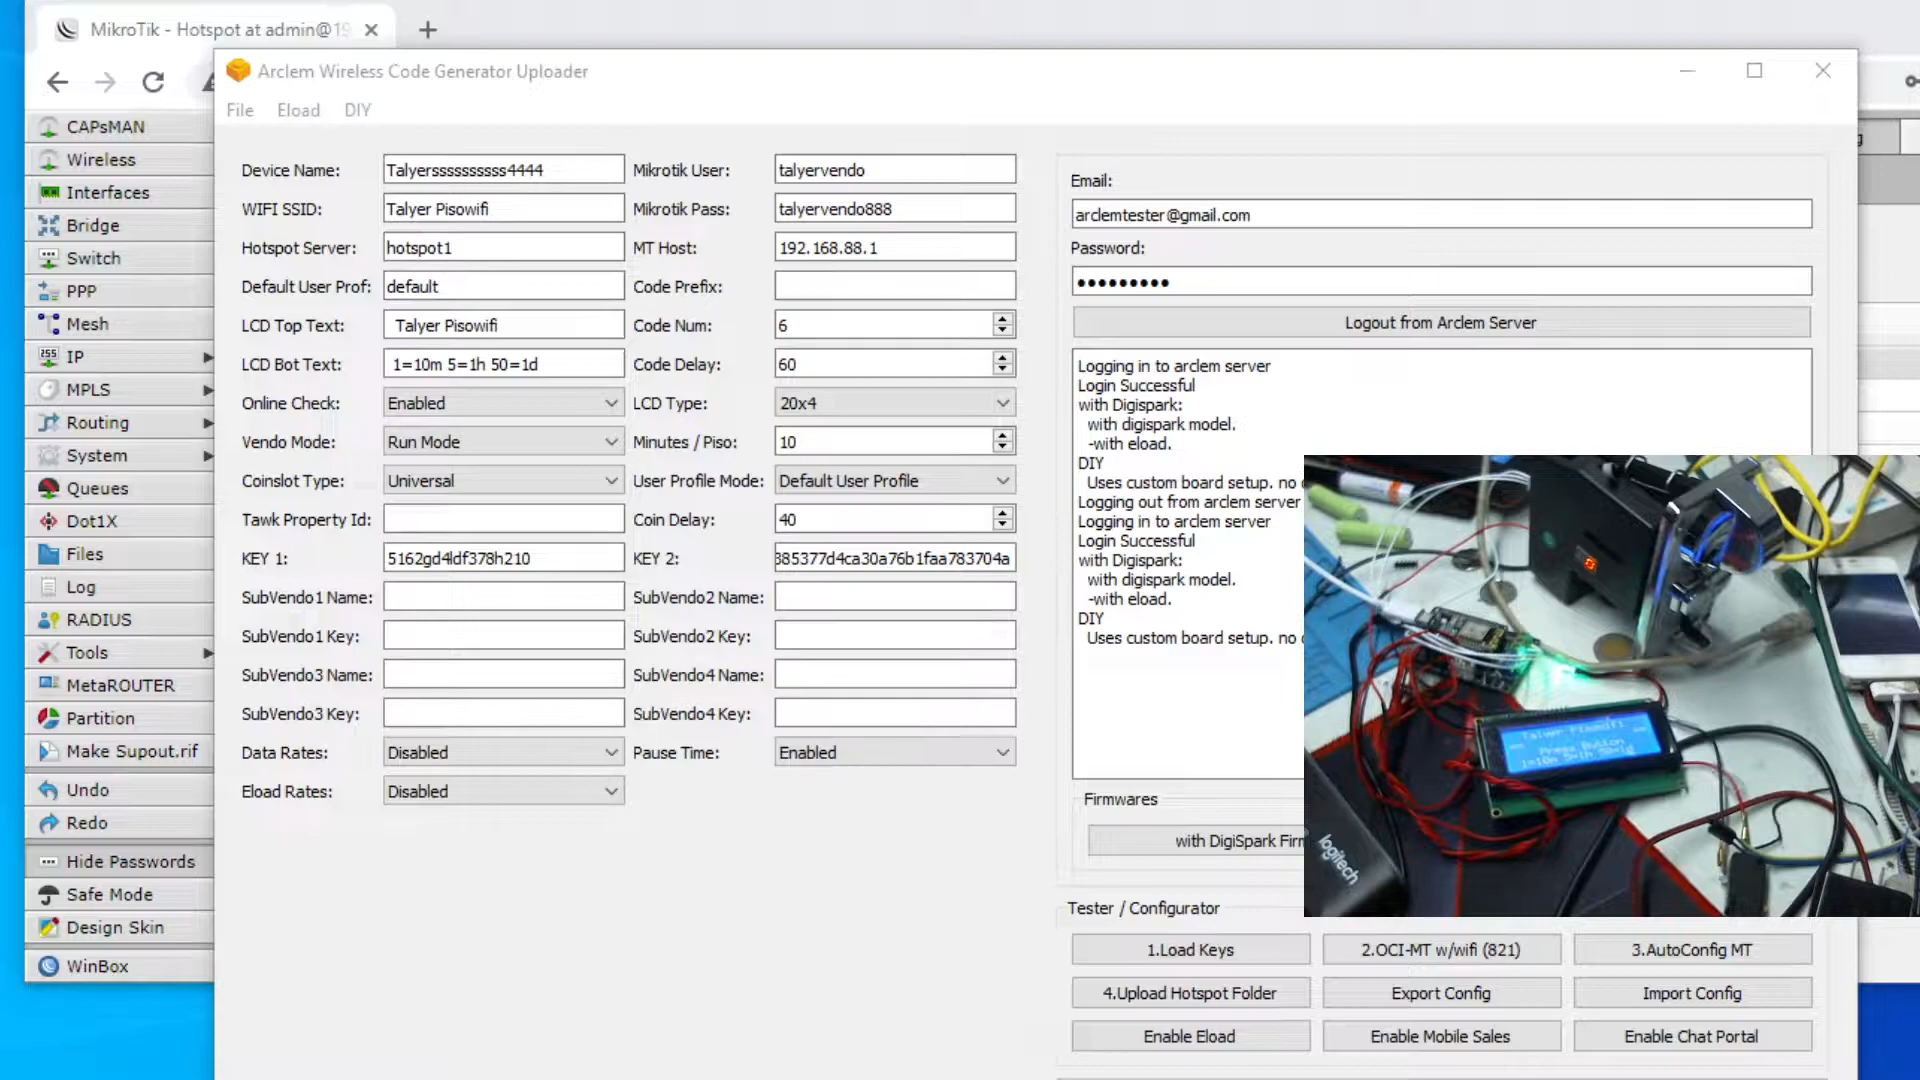 MikroTik - Hotspot at admin@19
Arclem Wireless Code Generator Uploader
File Eload DIY
CAPsMAN
Wireless
Interfaces
Bridge
Switch
PPP
Mesh
IP
MPLS
Routing
System
Queues
Dot1X
Files
Log
RADIUS
Tools
MetaROUTER
Partition
Make Supout.rif
Undo
Redo
Hide Passwords
Safe Mode
Design Skin
WinBox
Device Name: Talyerssssssssss4444 Mikrotik User: talyervendo
WIFI SSID: Talyer Pisowifi Mikrotik Pass: talyervendo888
Hotspot Server: hotspot1 MT Host: 192.168.88.1
Default User Prof: default Code Prefix:
LCD Top Text: Talyer Pisowifi Code Num: 6
LCD Bot Text: 1=10m 5=1h 50=1d Code Delay: 60
Online Check: Enabled LCD Type: 20x4
Vendo Mode: Run Mode Minutes / Piso: 10
Coinslot Type: Universal User Profile Mode: Default User Profile
Tawk Property Id: Coin Delay: 40
KEY 1: 5162gd4ldf378h210 KEY 2: 385377d4ca30a76b1faa783704a
SubVendo1 Name: SubVendo2 Name:
SubVendo1 Key: SubVendo2 Key:
SubVendo3 Name: SubVendo4 Name:
SubVendo3 Key: SubVendo4 Key:
Data Rates: Disabled Pause Time: Enabled
Eload Rates: Disabled
Email:
arclemtester@gmail.com
Password:
•••••••••
Logout from Arclem Server
Logging in to arclem server
Login Successful
with Digispark:
with digispark model.
-with eload.
DIY
Uses custom board setup. no
Logging out from arclem server
Logging in to arclem server
Login Successful
with Digispark:
with digispark model.
-with eload.
DIY
Uses custom board setup. no
Firmwares
with DigiSpark Firm
Talyer Pisowifi
Press Button
1=10m 5=1h 50=1d
logitech
Tester / Configurator
1.Load Keys 2.OCI-MT w/wifi (821) 3.AutoConfig MT
4.Upload Hotspot Folder Export Config Import Config
Enable Eload Enable Mobile Sales Enable Chat Portal